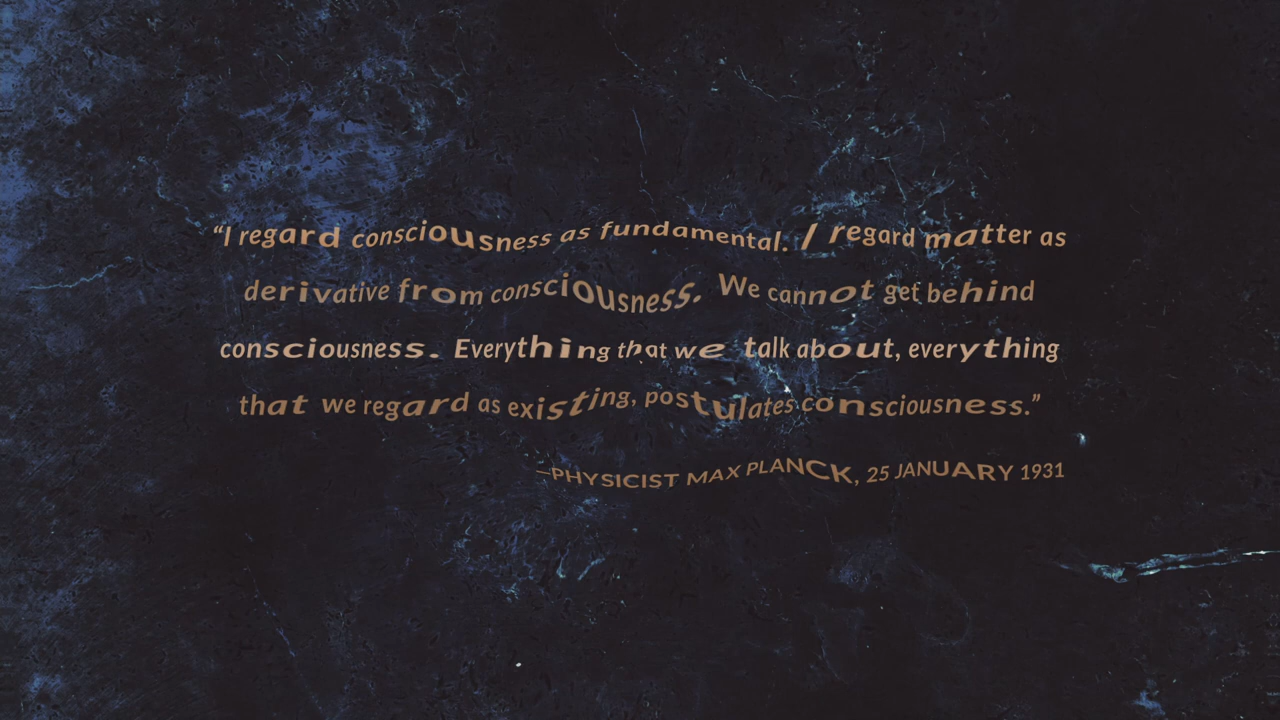 “I regard consciousness as fundamental. I regard matter as
derivative from consciousness. We cannot get behind
consciousness. Everything that we talk about, everything
that we regard as existing, postulates consciousness.”
—PHYSICIST MAX PLANCK, 25 JANUARY 1931